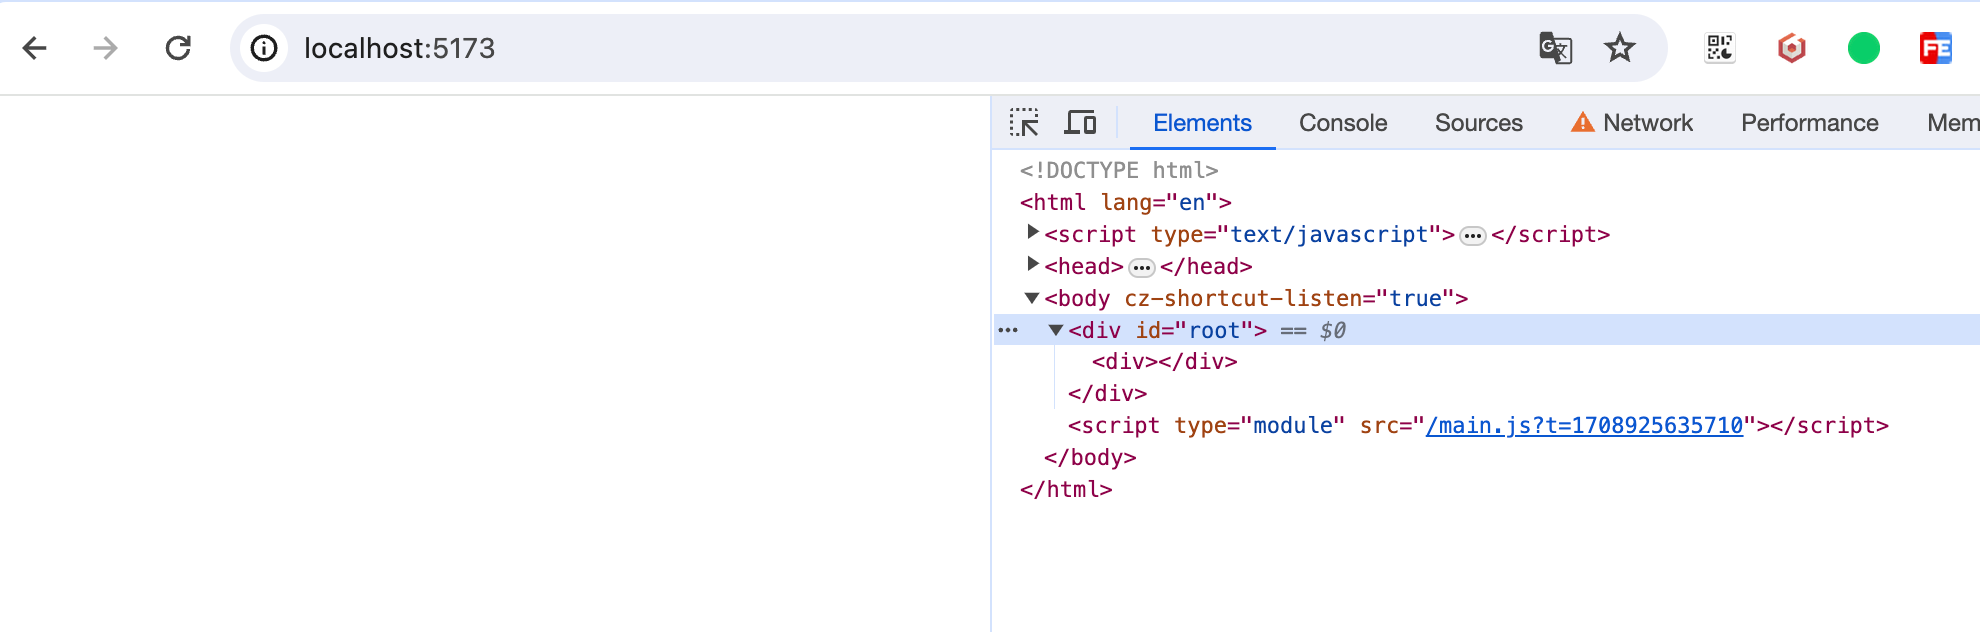 localhost:5173
FE
Elements Console Sources Network Performance Mem
<!DOCTYPE html>
<html lang="en">
<script type="text/javascript">…</script>
<head>…</head>
<body cz-shortcut-listen="true">
… <div id="root"> == $0
<div></div>
</div>
<script type="module" src="/main.js?t=1708925635710"></script>
</body>
</html>